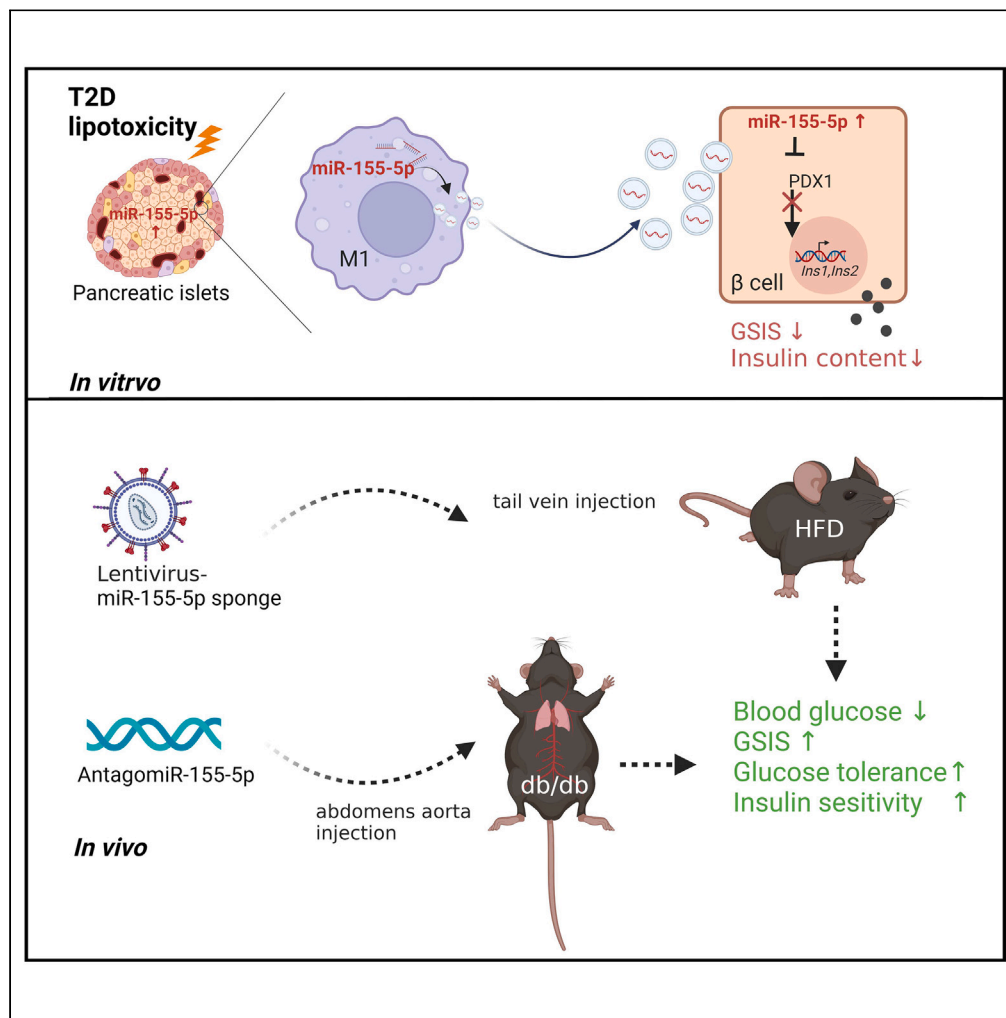 T2D
lipotoxicity
miR-155-5p
↑
Pancreatic islets
miR-155-5p
M1
miR-155-5p ↑
PDX1
Ins1,Ins2
β cell
GSIS ↓
Insulin content↓
In vitrvo
Lentivirus-
miR-155-5p sponge
tail vein injection
HFD
AntagomiR-155-5p
abdomens aorta
injection
db/db
Blood glucose ↓
GSIS ↑
Glucose tolerance↑
Insulin sesitivity ↑
In vivo